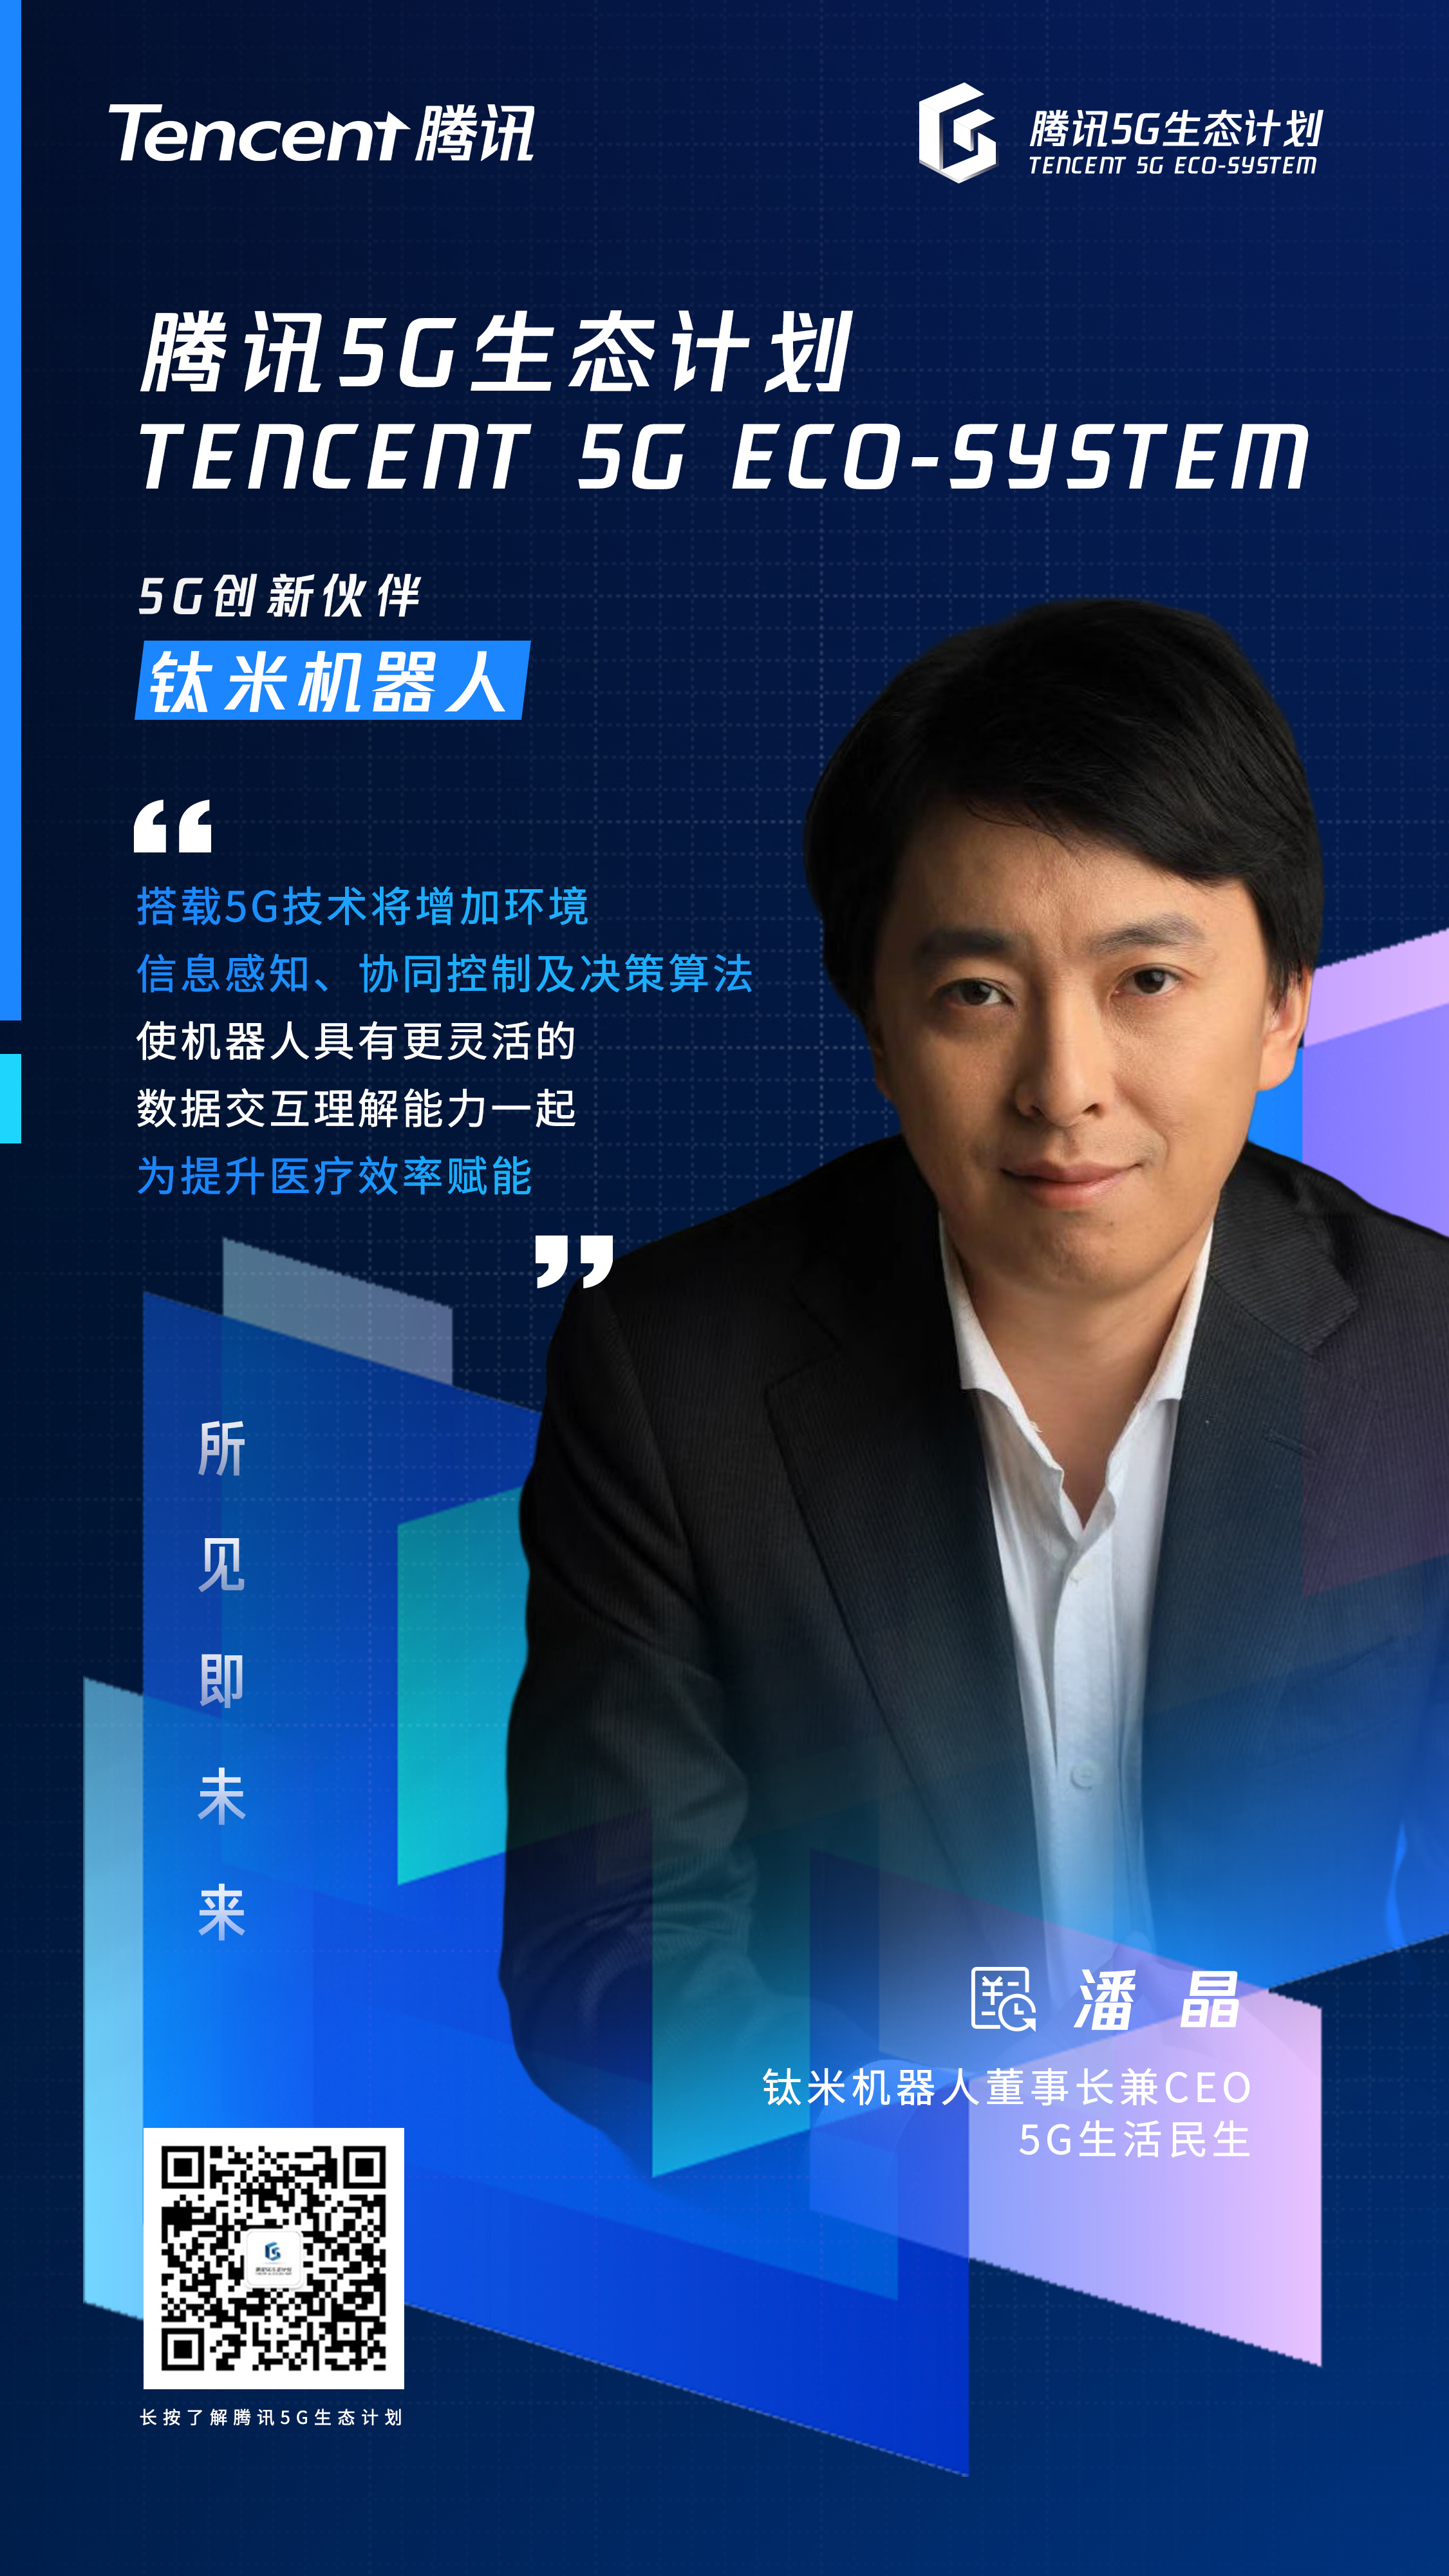 Tencent腾讯
腾讯5G生态计划
TENCENT 5G ECO-SYSTEM
腾讯5G生态计划
TENCENT 5G ECO-SYSTEM
5G创新伙伴
钛米机器人
“
搭载5G技术将增加环境
信息感知、协同控制及决策算法
使机器人具有更灵活的
数据交互理解能力一起
为提升医疗效率赋能
”
所见即未来
潘晶
钛米机器人董事长兼CEO
5G生活民生
长按了解腾讯5G生态计划